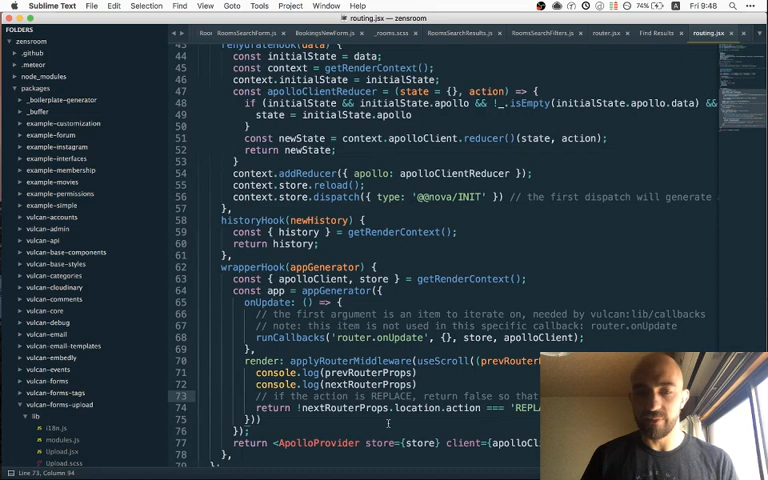 Sublime Text File Edit Selection Find View Goto Tools Project Window Help 74% A Fri 9:48
routing.jsx — zensroom
FOLDERS
zensroom
.github
.meteor
node_modules
packages
_boilerplate-generator
_buffer
example-customization
example-forum
example-instagram
example-interfaces
example-membership
example-movies
example-permissions
example-simple
vulcan-accounts
vulcan-admin
vulcan-api
vulcan-base-components
vulcan-base-styles
vulcan-categories
vulcan-cloudinary
vulcan-comments
vulcan-core
vulcan-debug
vulcan-email
vulcan-email-templates
vulcan-embedly
vulcan-events
vulcan-forms
vulcan-forms-tags
vulcan-forms-upload
lib
i18n.js
modules.js
Upload.jsx
Upload.scss
Roo RoomsSearchForm.js BookingsNewForm.js _rooms.scss RoomsSearchResults.js RoomsSearchFilters.js router.jsx Find Results routing.jsx
43 rehydrateHook(data) {
44 const initialState = data;
45 const context = getRenderContext();
46 context.initialState = initialState;
47 const apolloClientReducer = (state = {}, action) => {
48 if (initialState && initialState.apollo && !_.isEmpty(initialState.apollo.data) &&
49 state = initialState.apollo
50 }
51 const newState = context.apolloClient.reducer()(state, action);
52 return newState;
53 }
54 context.addReducer({ apollo: apolloClientReducer });
55 context.store.reload();
56 context.store.dispatch({ type: '@@nova/INIT' }) // the first dispatch will generate
57 },
58 historyHook(newHistory) {
59 const { history } = getRenderContext();
60 return history;
61 },
62 wrapperHook(appGenerator) {
63 const { apolloClient, store } = getRenderContext();
64 const app = appGenerator({
65 onUpdate: () => {
66 // the first argument is an item to iterate on, needed by vulcan:lib/callbacks
67 // note: this item is not used in this specific callback: router.onUpdate
68 runCallbacks('router.onUpdate', {}, store, apolloClient);
69 },
70 render: applyRouterMiddleware(useScroll((prevRouter
71 console.log(prevRouterProps)
72 console.log(nextRouterProps)
73 // if the action is REPLACE, return false so that
74 return !nextRouterProps.location.action === 'REPLA
75 }))
76 });
77 return <ApolloProvider store={store} client={apolloCl
78 },
79 };
Line 73, Column 94